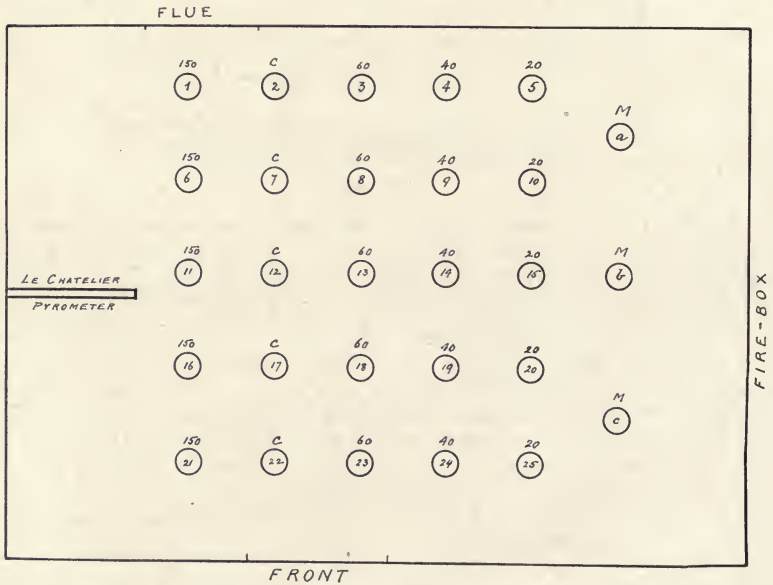 FLUE
150 C 60 40 20
1 2 3 4 5
M
a
150 C 60 40 20
6 7 8 9 10
150 C 60 40 20 M
11 12 13 14 15 b
LE CHATELIER
PYROMETER
FIRE-BOX
150 C 60 40 20
16 17 18 19 20
M
c
150 C 60 40 20
21 22 23 24 25
FRONT